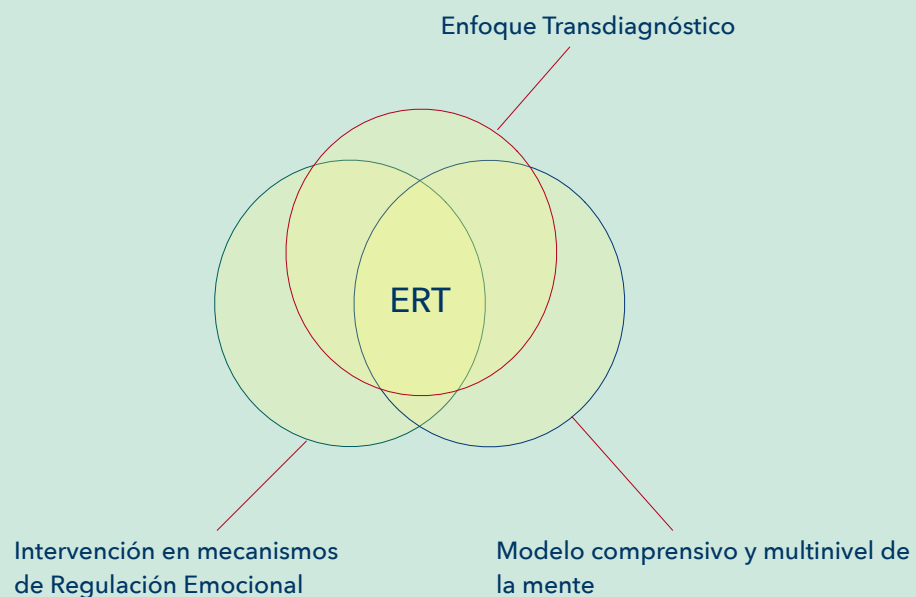 Enfoque Transdiagnóstico
ERT
Intervención en mecanismos
de Regulación Emocional
Modelo comprensivo y multinivel de
la mente